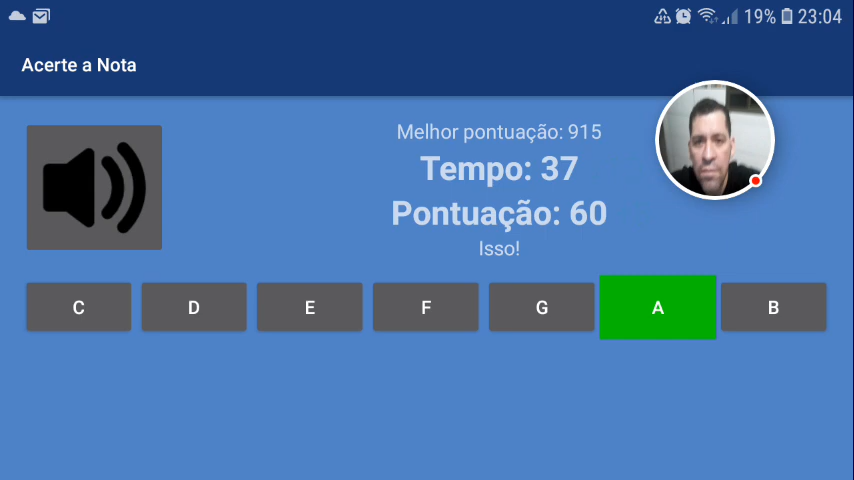 19% 23:04
Acerte a Nota
Melhor pontuação: 915
Tempo: 37
Pontuação: 60
Isso!
C D E F G A B